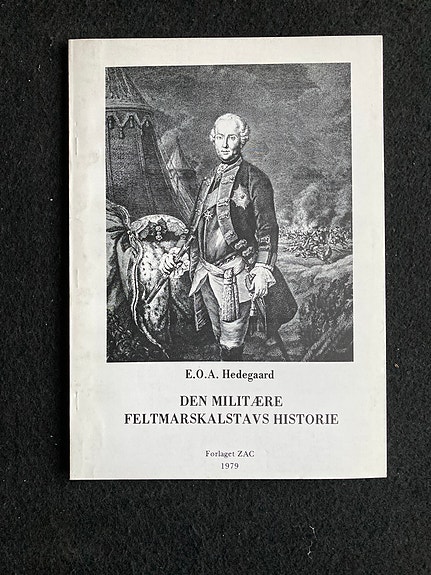 E.O.A. Hedegaard
DEN MILITÆRE
FELTMARSKALSTAVS HISTORIE
Forlaget ZAC
1979